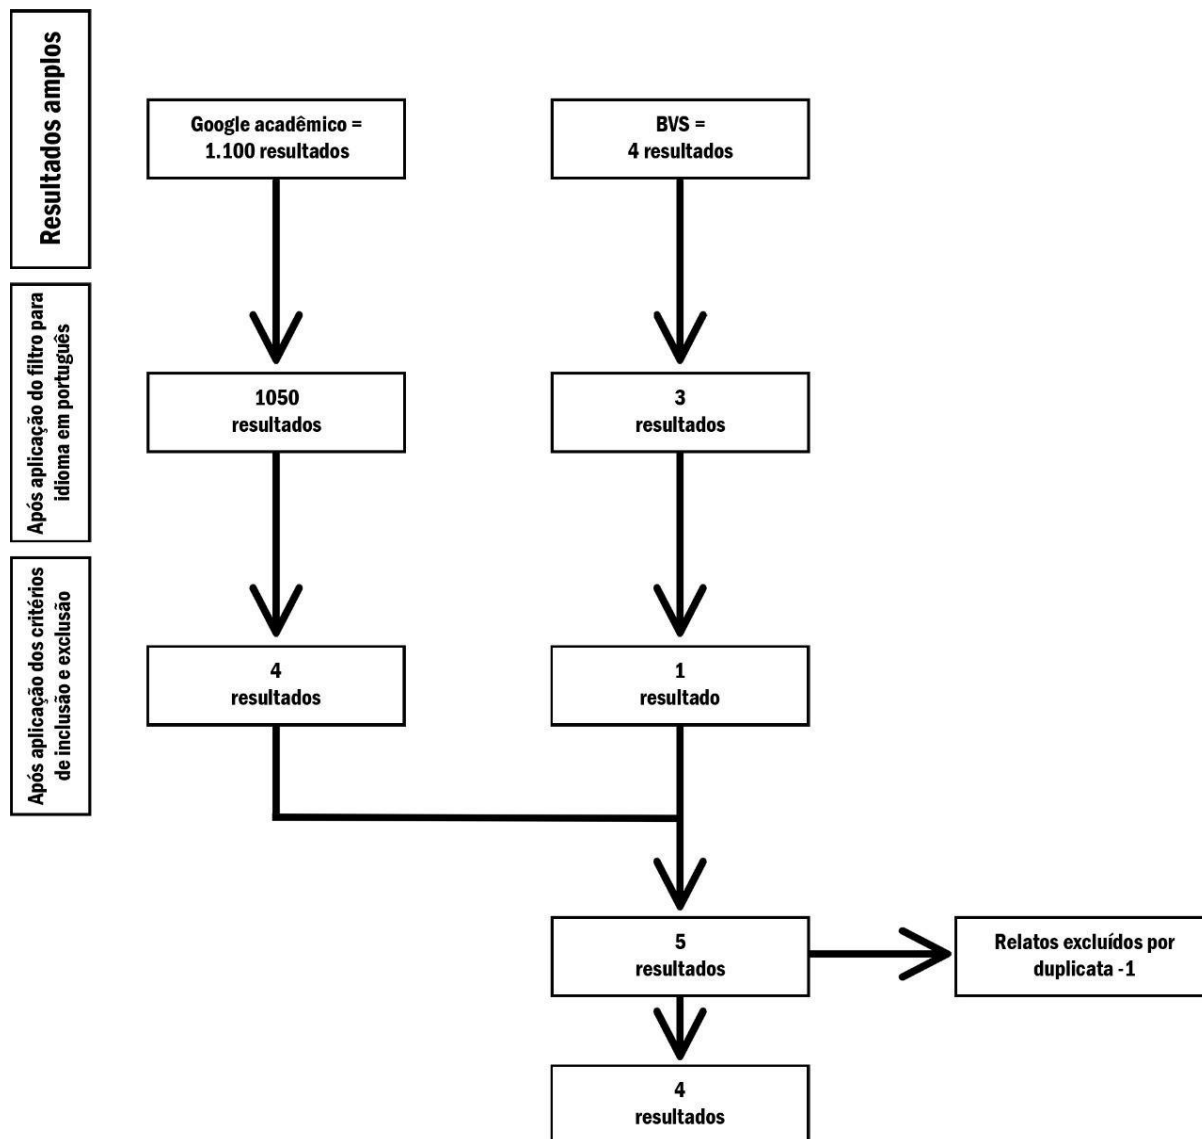 Resultados amplos
Google acadêmico =
1.100 resultados
BVS =
4 resultados
Após aplicação do filtro para
idioma em português
1050
resultados
3
resultados
Após aplicação dos critérios
de inclusão e exclusão
4
resultados
1
resultado
5
resultados
Relatos excluídos por
duplicata -1
4
resultados